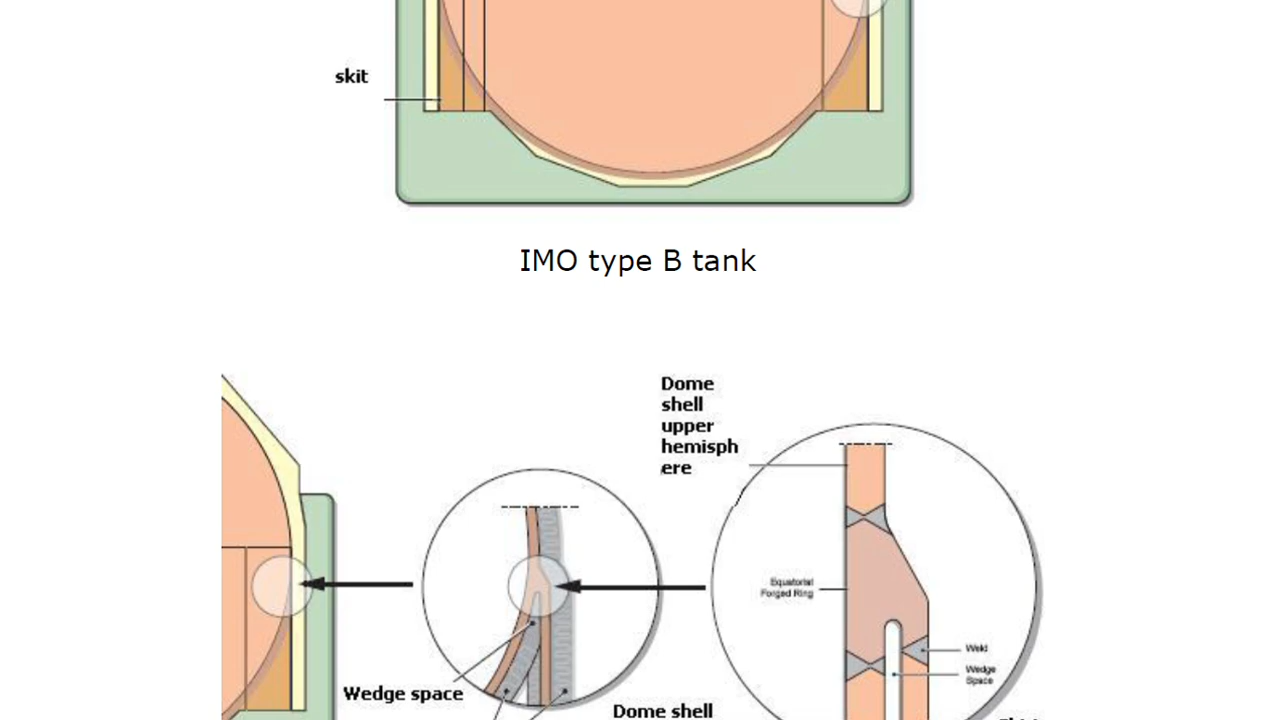 skit
IMO type B tank
Dome
shell
upper
hemisph
ere
Equatorial
Forged Ring
Weld
Wedge
Space
Wedge space
Dome shell